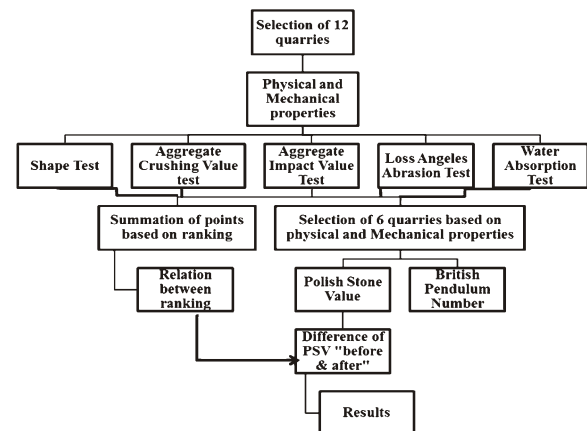 Selection of 12
quarries
Physical and
Mechanical
properties
Shape Test
Aggregate
Crushing Value
test
Aggregate
Impact Value
Test
Loss Angeles
Abrasion Test
Water
Absorption
Test
Summation of points
based on ranking
Selection of 6 quarries based on
physical and Mechanical properties
Relation
between
ranking
Polish Stone
Value
British
Pendulum
Number
Difference of
PSV "before
& after"
Results